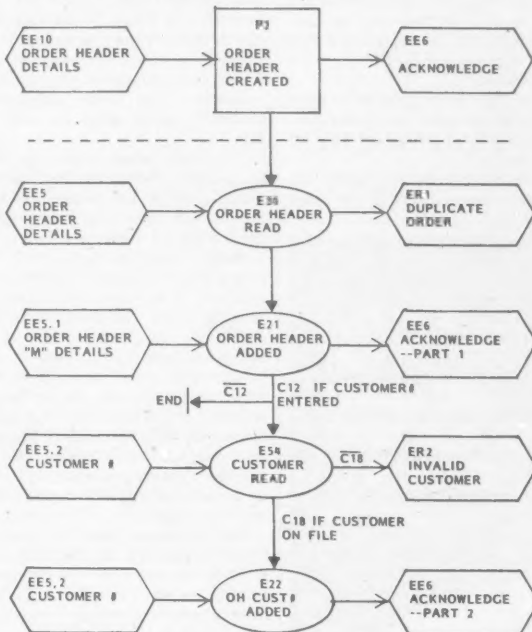 EE10
ORDER HEADER
DETAILS
P3
ORDER
HEADER
CREATED
EE6
ACKNOWLEDGE
EE5
ORDER
HEADER
DETAILS
E36
ORDER HEADER
READ
ER1
DUPLICATE
ORDER
EE5.1
ORDER HEADER
"M" DETAILS
E21
ORDER HEADER
ADDED
EE6
ACKNOWLEDGE
--PART 1
END
C12
C12 IF CUSTOMER#
ENTERED
EE5.2
CUSTOMER #
E54
CUSTOMER
READ
C18
ER2
INVALID
CUSTOMER
C18 IF CUSTOMER
ON FILE
EE5,2
CUSTOMER #
E22
OH CUST#
ADDED
EE6
ACKNOWLEDGE
--PART 2